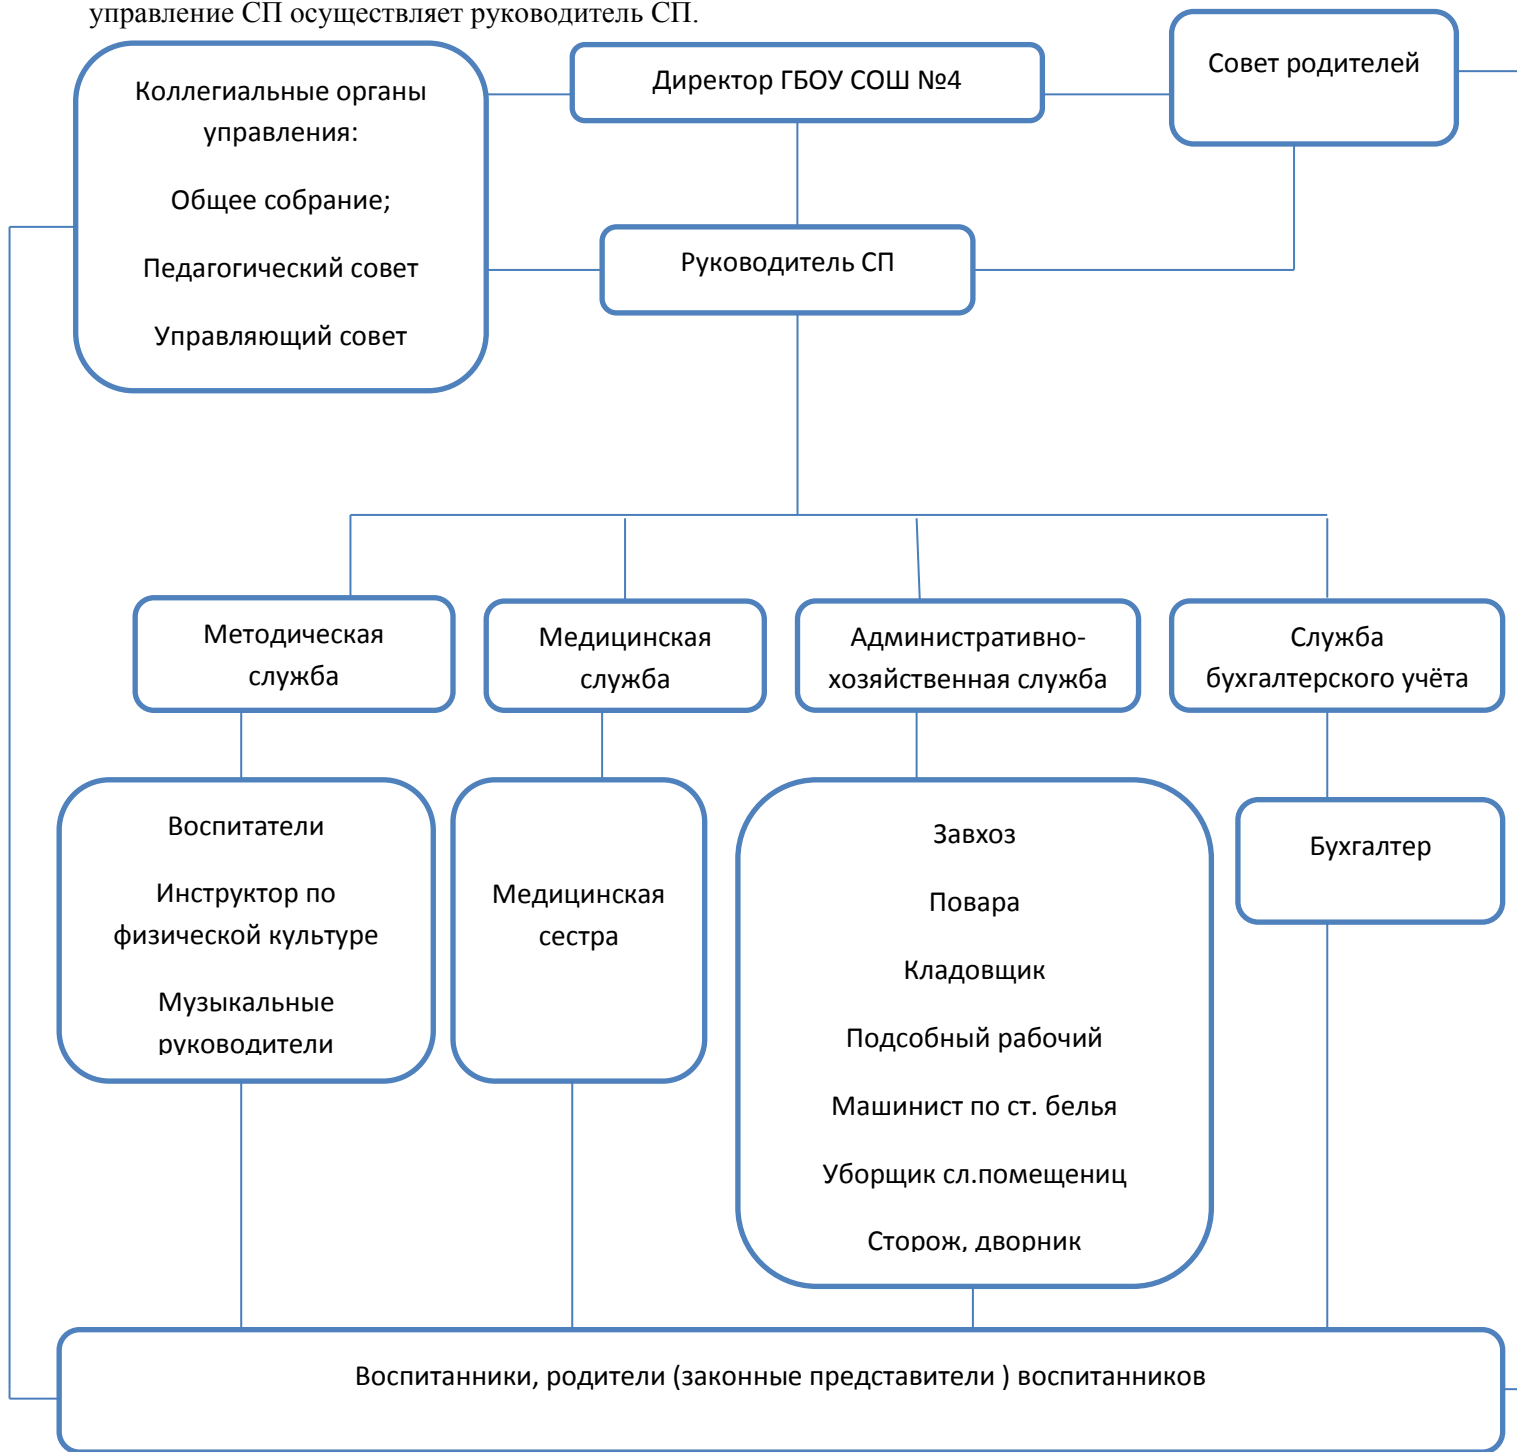 управление СП осуществляет руководитель СП.
Коллегиальные органы
управления:
Общее собрание;
Педагогический совет
Управляющий совет
Директор ГБОУ СОШ №4
Совет родителей
Руководитель СП
Методическая
служба
Медицинская
служба
Административно-
хозяйственная служба
Служба
бухгалтерского учёта
Воспитатели
Инструктор по
физической культуре
Музыкальные
руководители
Медицинская
сестра
Завхоз
Повара
Кладовщик
Подсобный рабочий
Машинист по ст. белья
Уборщик сл.помещениц
Сторож, дворник
Бухгалтер
Воспитанники, родители (законные представители ) воспитанников